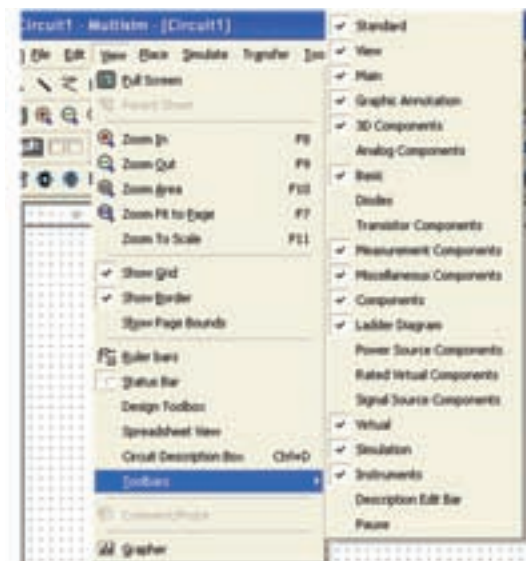 Circuit1 - Multisim - [Circuit1]
File Edit View Place Simulate Transfer
Full Screen
Parent Sheet
Zoom In F8
Zoom Out F9
Zoom Area F10
Zoom Fit to Page F7
Zoom To Scale F11
Show Grid
Show Border
Show Page Bounds
Ruler bars
Status Bar
Design Toolbox
Spreadsheet View
Circuit Description Box Ctrl+D
Toolbars
Comment/Probe
Grapher
Standard
View
Main
Graphic Annotation
3D Components
Analog Components
Basic
Diodes
Transistor Components
Measurement Components
Miscellaneous Components
Components
Ladder Diagram
Power Source Components
Rated Virtual Components
Signal Source Components
Virtual
Simulation
Instruments
Description Edit Bar
Pause